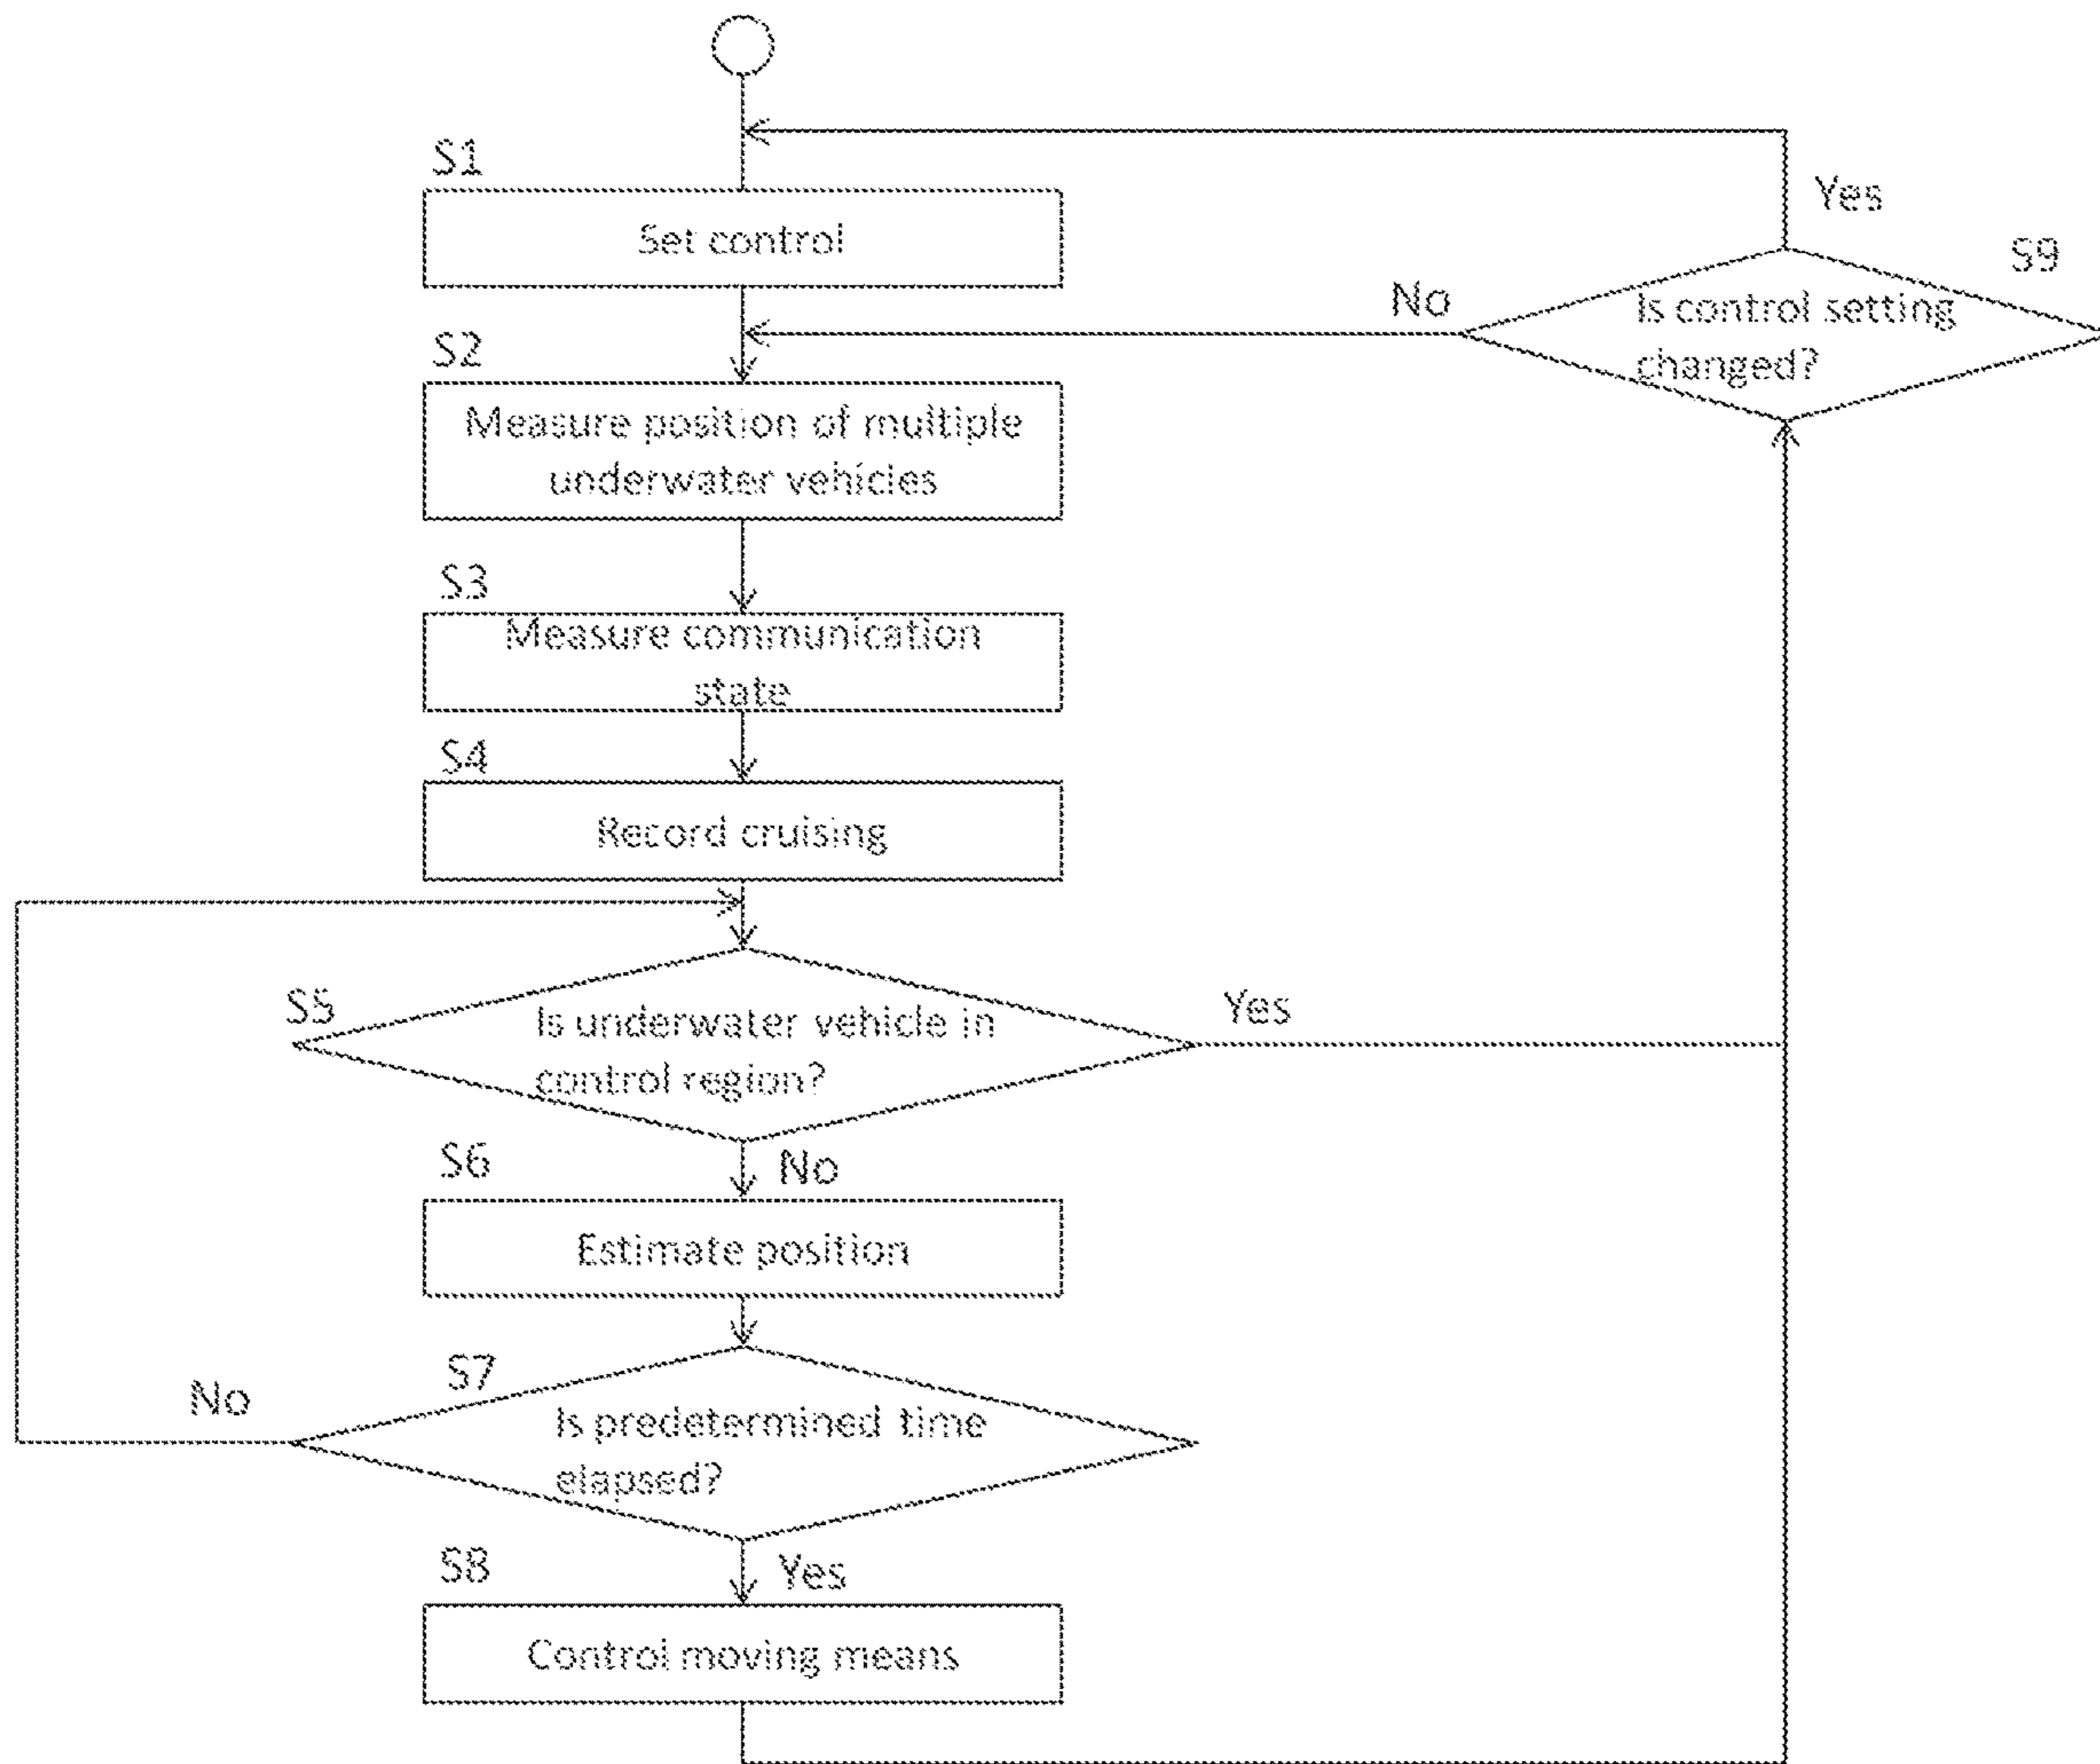 S1
Set control
Yes
S9
Is control setting
changed?
No
S2
Measure position of multiple
underwater vehicles
S3
Measure communication
state
S4
Record cruising
S5
Is underwater vehicle in
control region?
Yes
No
S6
Estimate position
S7
Is predetermined time
elapsed?
No
Yes
S8
Control moving means